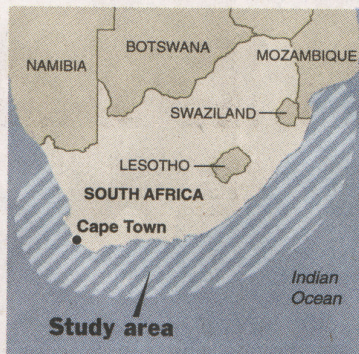 BOTSWANA
NAMIBIA
MOZAMBIQUE
SWAZILAND
LESOTHO
SOUTH AFRICA
Cape Town
Indian
Ocean
Study area